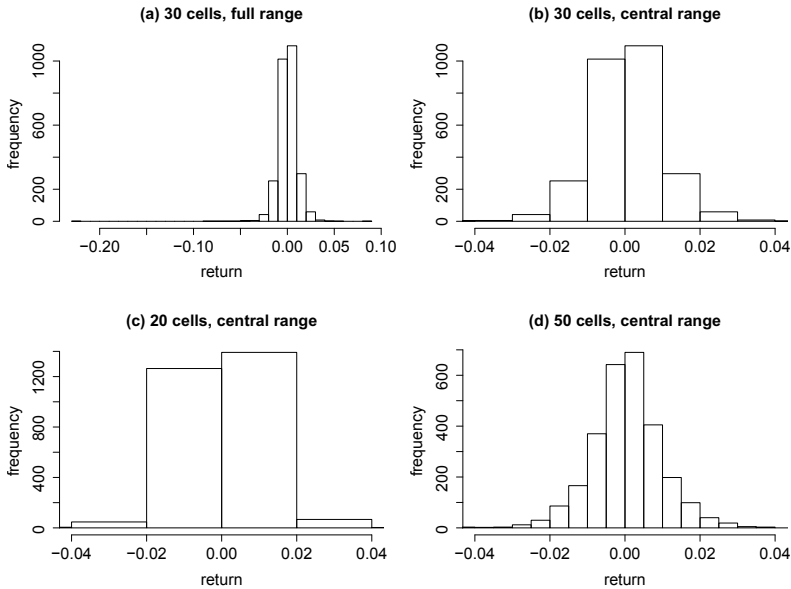 (a) 30 cells, full range
frequency
0 200 600 1000
−0.20 −0.10 0.00 0.05 0.10
return
(b) 30 cells, central range
frequency
0 200 600 1000
−0.04 −0.02 0.00 0.02 0.04
return
(c) 20 cells, central range
frequency
0 400 800 1200
−0.04 −0.02 0.00 0.02 0.04
return
(d) 50 cells, central range
frequency
0 200 400 600
−0.04 −0.02 0.00 0.02 0.04
return